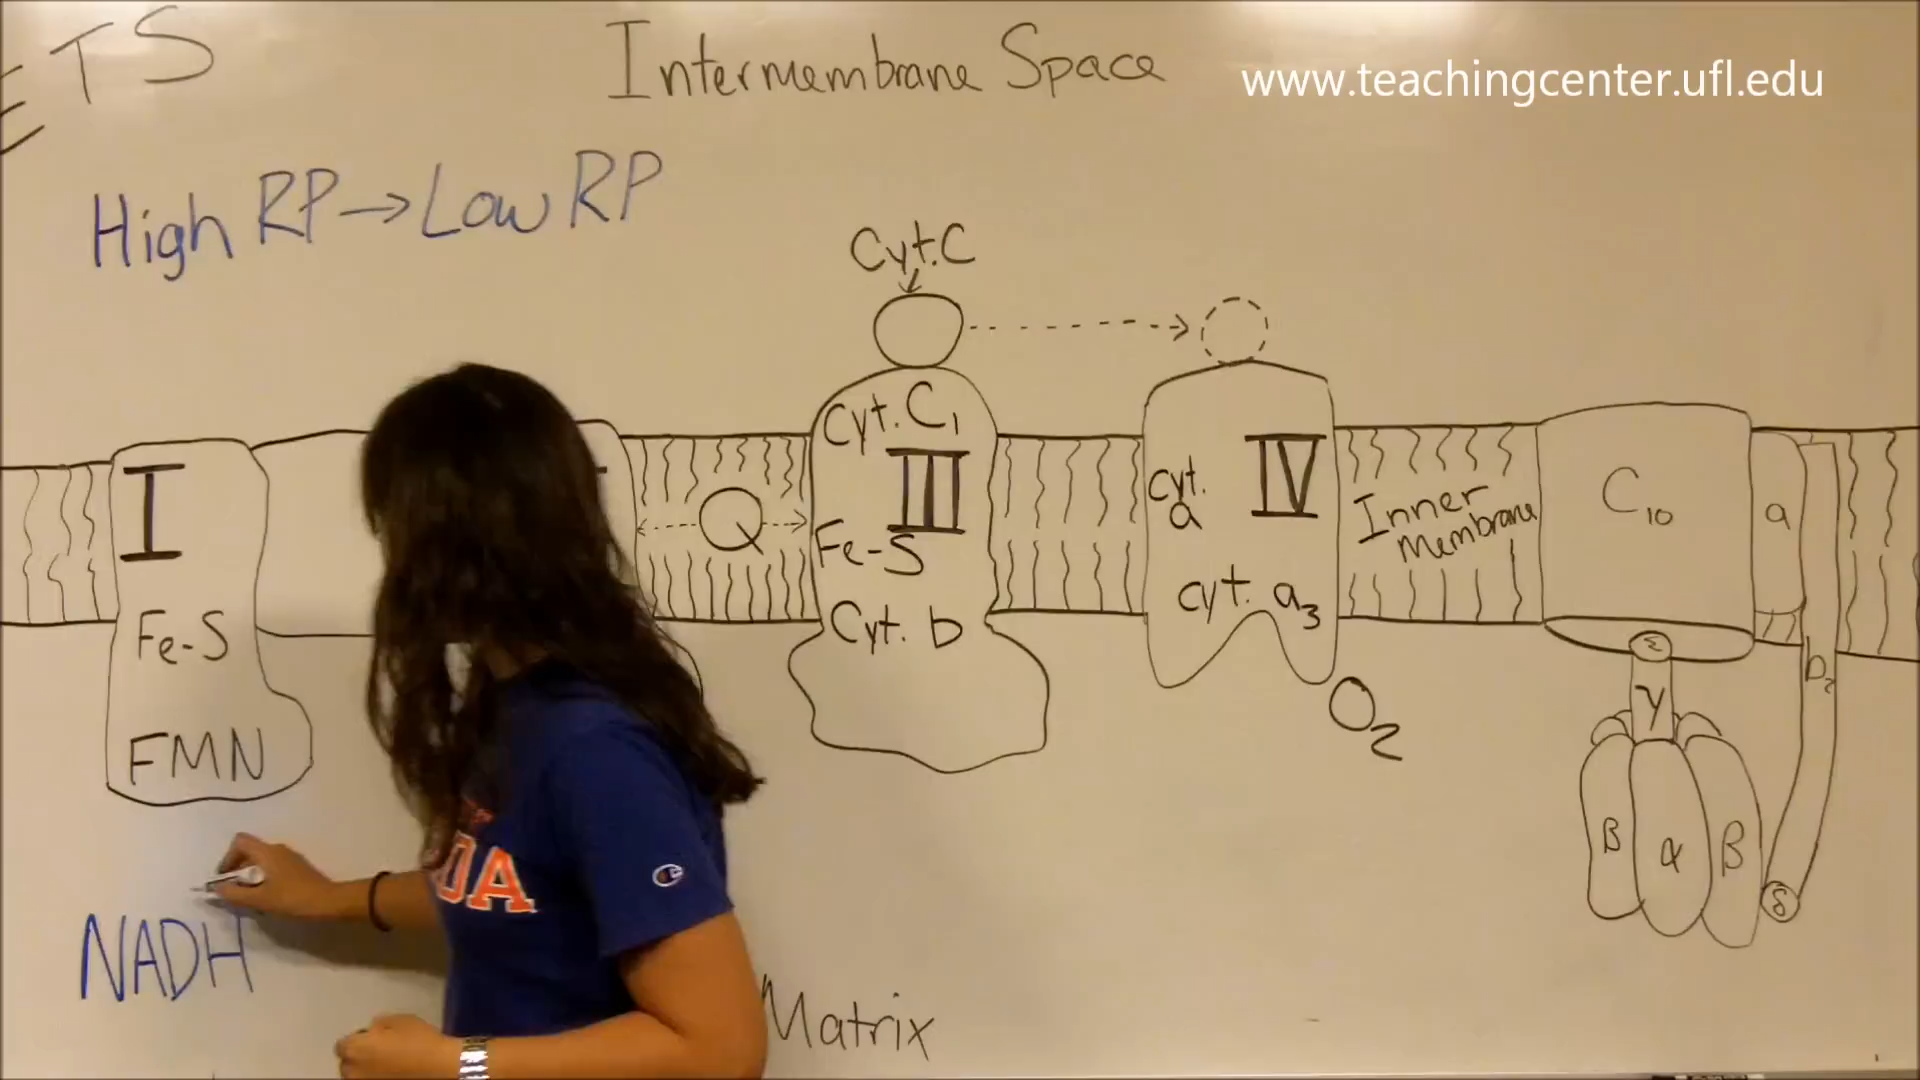 ETS
Intermembrane Space
www.teachingcenter.ufl.edu
High RP → Low RP
Cyt. C
I
Fe-S
FMN
Q
Cyt. C1
III
Fe-S
Cyt. b
IV
cyt.
a
cyt. a3
O2
Inner
Membrane
C10
a
b2
ε
γ
β
α
β
δ
DA
NADH
Matrix